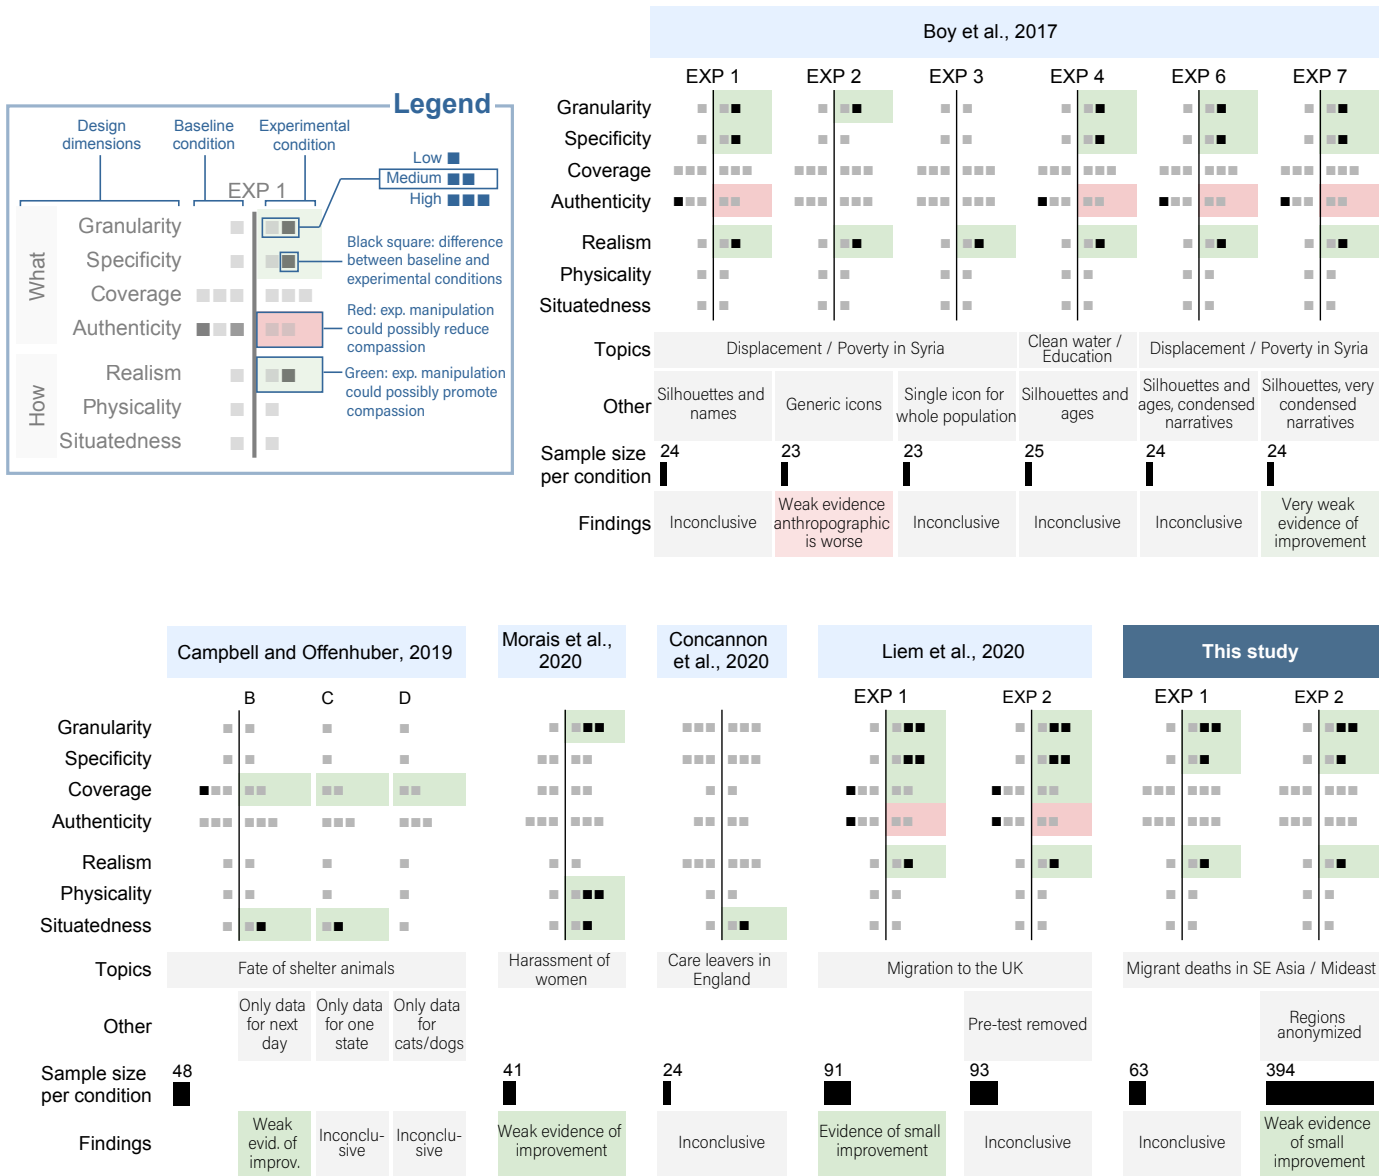 Legend
Design
dimensions
Baseline
condition
Experimental
condition
Low
Medium
High
EXP 1
What
How
Granularity
Specificity
Coverage
Authenticity
Realism
Physicality
Situatedness
Black square: difference
between baseline and
experimental conditions
Red: exp. manipulation
could possibly reduce
compassion
Green: exp. manipulation
could possibly promote
compassion
Boy et al., 2017
EXP 1 EXP 2 EXP 3 EXP 4 EXP 6 EXP 7
Granularity
Specificity
Coverage
Authenticity
Realism
Physicality
Situatedness
Topics
Displacement / Poverty in Syria
Clean water /
Education
Displacement / Poverty in Syria
Other
Silhouettes and
names
Generic icons
Single icon for
whole population
Silhouettes and
ages
Silhouettes and
ages, condensed
narratives
Silhouettes, very
condensed
narratives
Sample size
per condition
24 23 23 25 24 24
Findings
Inconclusive
Weak evidence
anthropographic
is worse
Inconclusive
Inconclusive
Inconclusive
Very weak
evidence of
improvement
Campbell and Offenhuber, 2019
Morais et al.,
2020
Concannon
et al., 2020
Liem et al., 2020
This study
B C D
EXP 1 EXP 2
EXP 1 EXP 2
Granularity
Specificity
Coverage
Authenticity
Realism
Physicality
Situatedness
Topics
Fate of shelter animals
Harassment of
women
Care leavers in
England
Migration to the UK
Migrant deaths in SE Asia / Mideast
Other
Only data
for next
day
Only data
for one
state
Only data
for
cats/dogs
Pre-test removed
Regions
anonymized
Sample size
per condition
48 41 24 91 93 63 394
Findings
Weak
evid. of
improv.
Inconclu-
sive
Inconclu-
sive
Weak evidence of
improvement
Inconclusive
Evidence of small
improvement
Inconclusive
Inconclusive
Weak evidence
of small
improvement